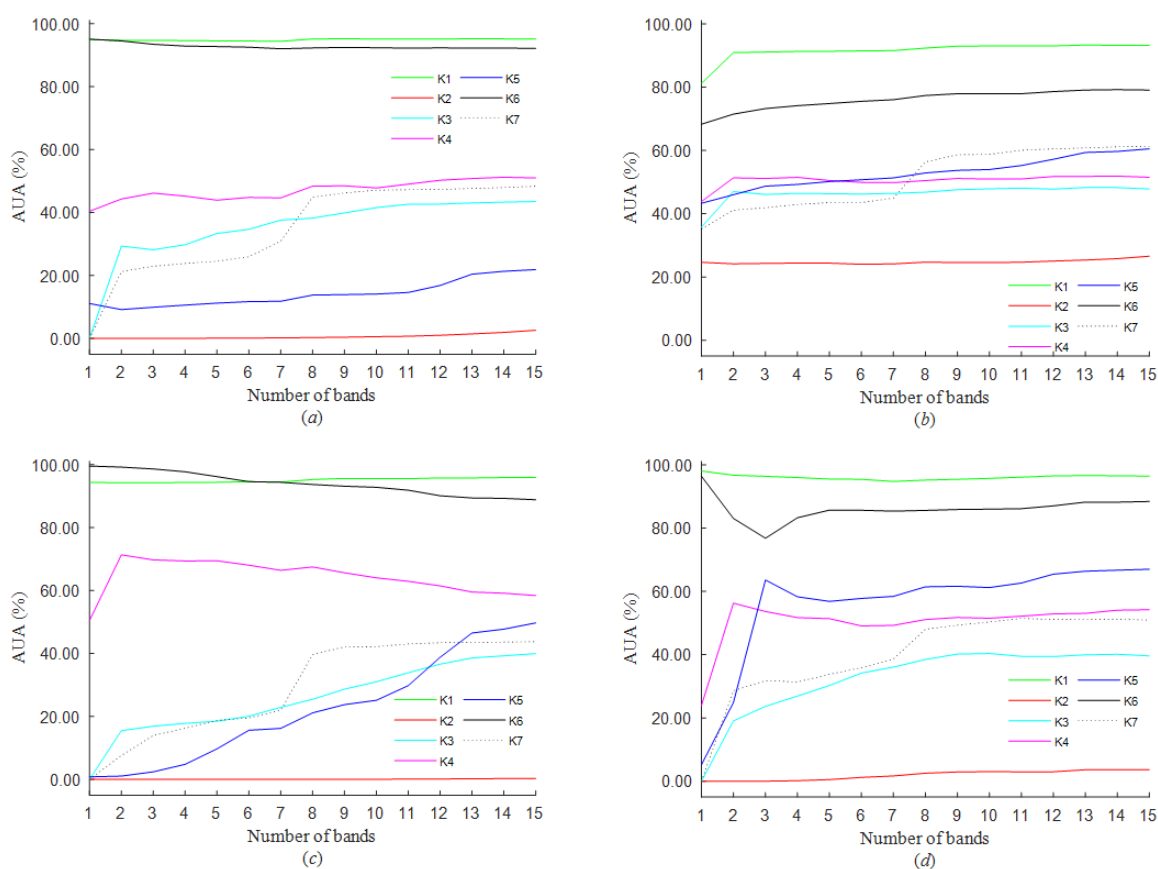 100.00
80.00
60.00
40.00
20.00
0.00
AUA (%)
K1 K5
K2 K6
K3 K7
K4
1 2 3 4 5 6 7 8 9 10 11 12 13 14 15
Number of bands
(a)
100.00
80.00
60.00
40.00
20.00
0.00
AUA (%)
K1 K5
K2 K6
K3 K7
K4
1 2 3 4 5 6 7 8 9 10 11 12 13 14 15
Number of bands
(b)
100.00
80.00
60.00
40.00
20.00
0.00
AUA (%)
K1 K5
K2 K6
K3 K7
K4
1 2 3 4 5 6 7 8 9 10 11 12 13 14 15
Number of bands
(c)
100.00
80.00
60.00
40.00
20.00
0.00
AUA (%)
K1 K5
K2 K6
K3 K7
K4
1 2 3 4 5 6 7 8 9 10 11 12 13 14 15
Number of bands
(d)